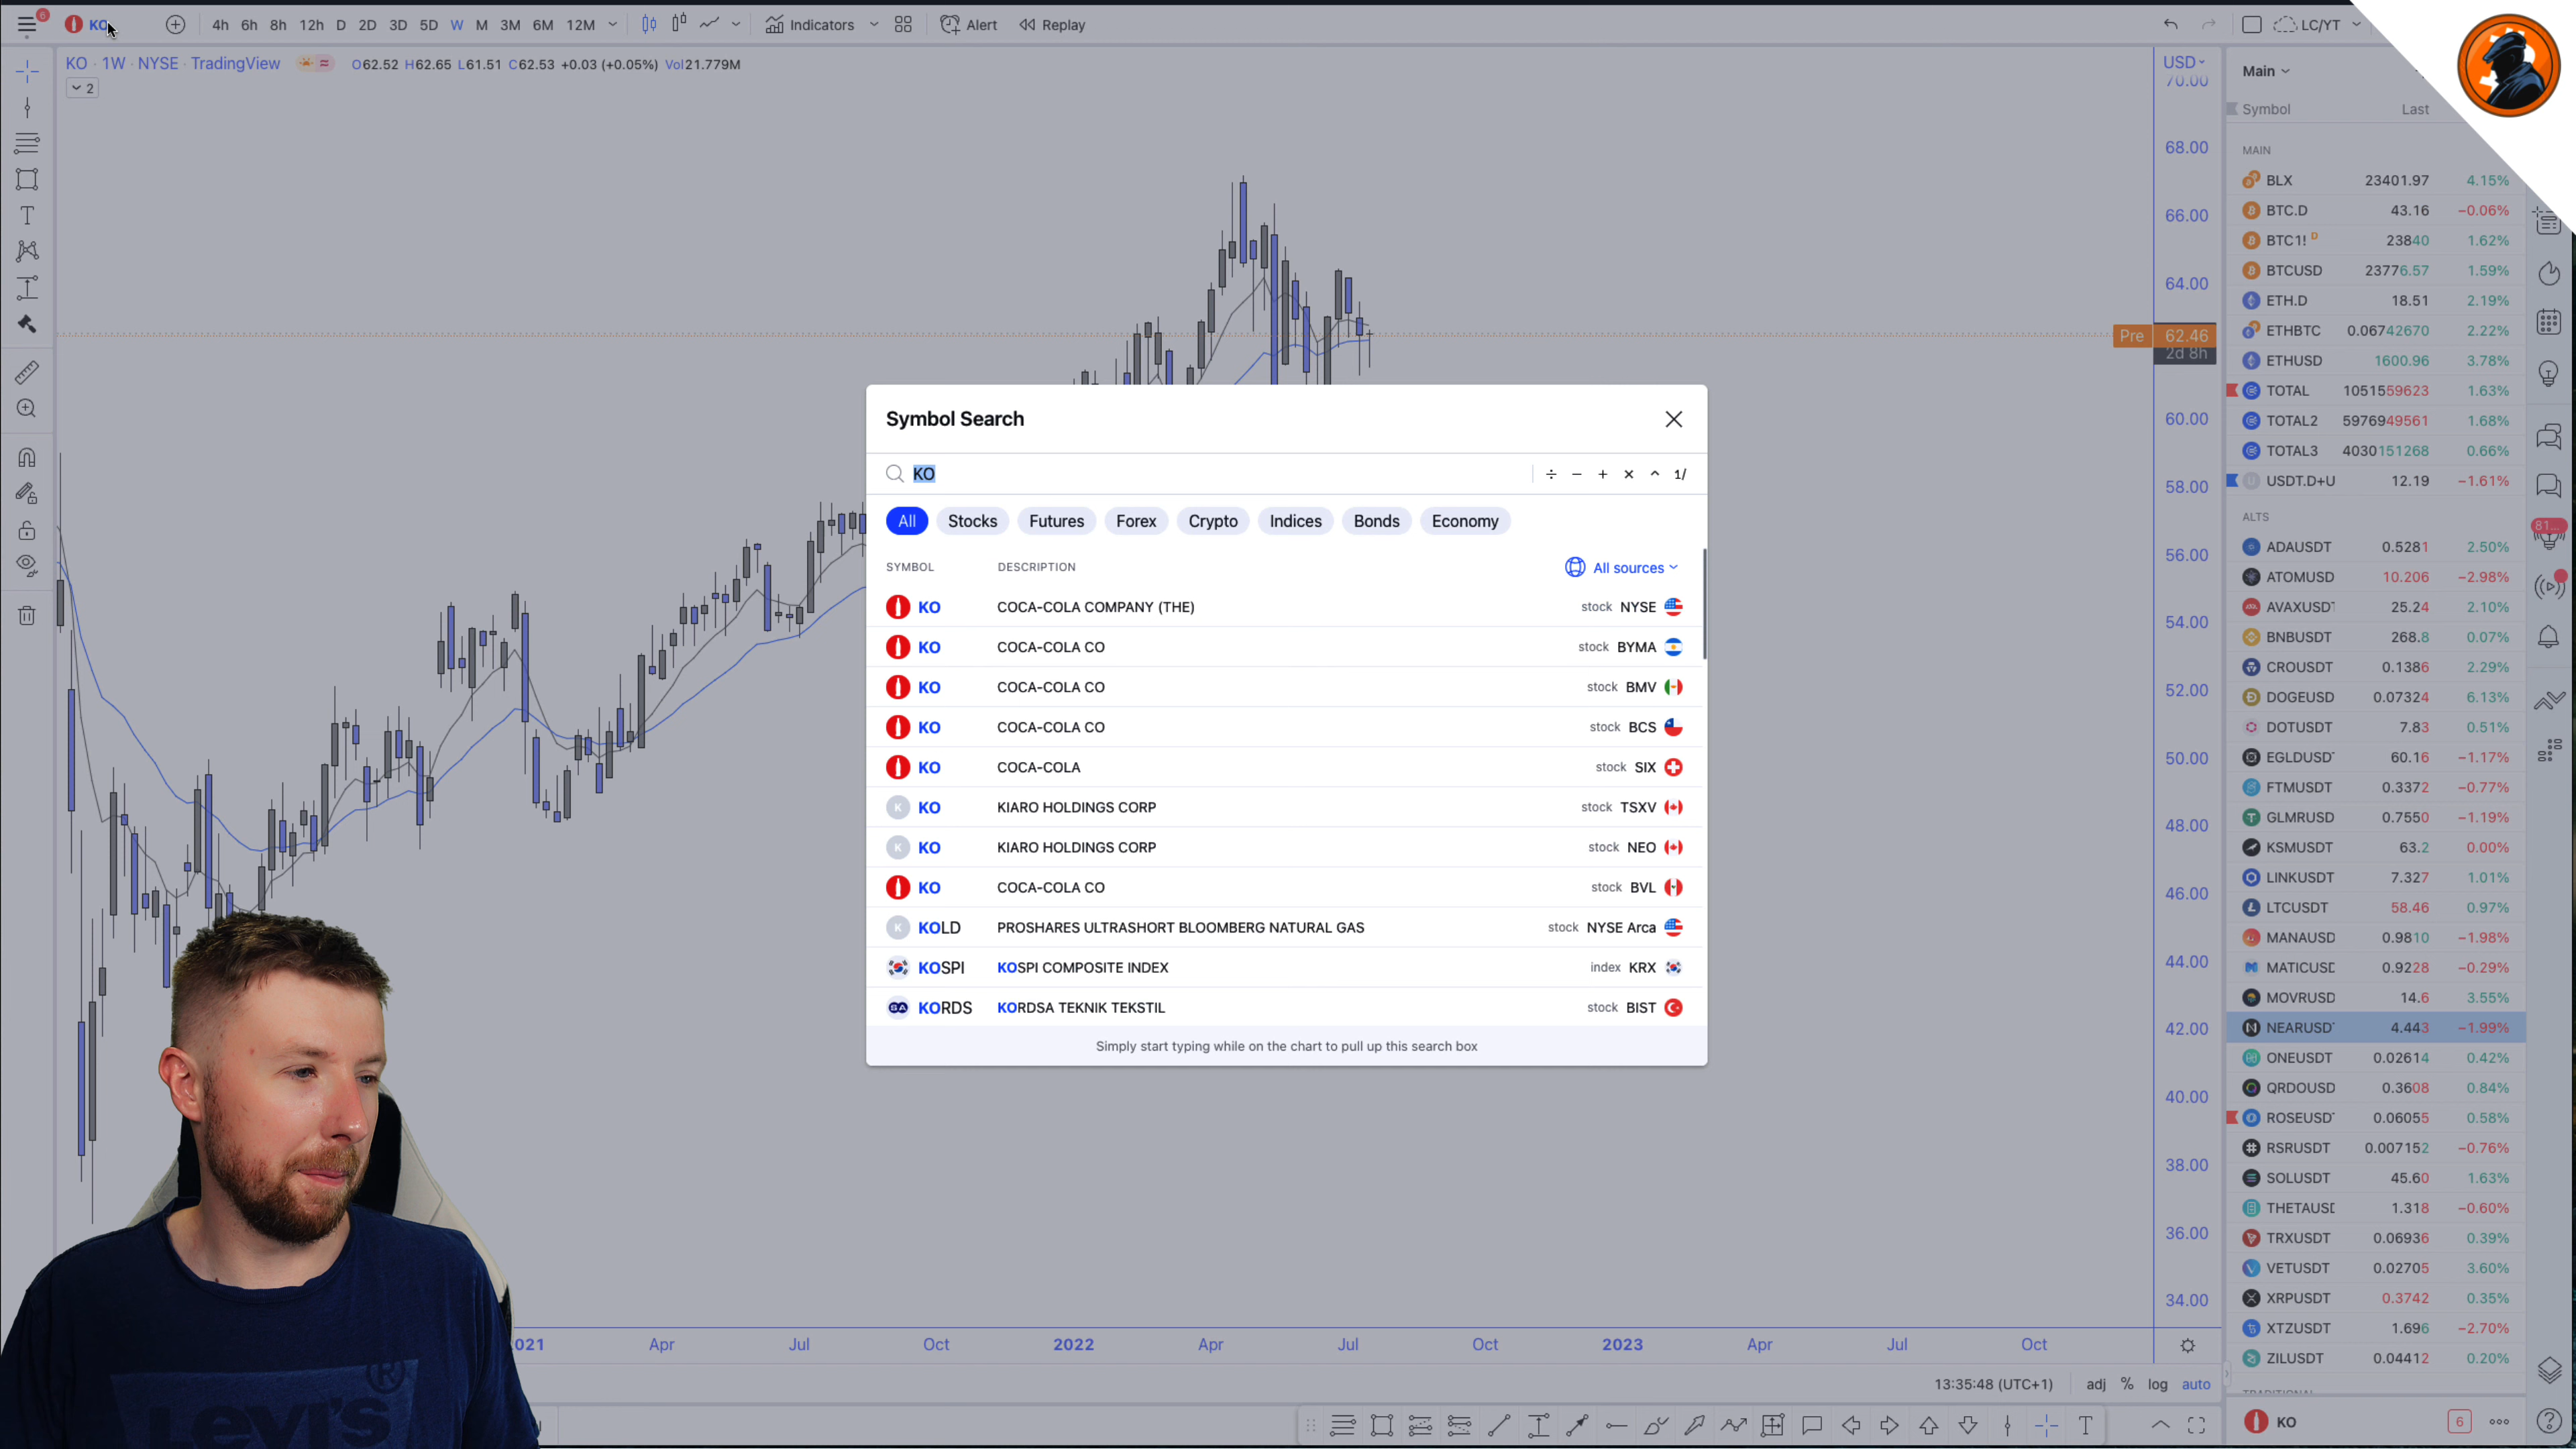 6
KO
4h 6h 8h 12h D 2D 3D 5D W M 3M 6M 12M
Indicators
Alert
Replay
LC/YT
KO · 1W · NYSE · TradingView
O62.52 H62.65 L61.51 C62.53 +0.03 (+0.05%) Vol21.779M
2
USD
70.00
68.00
66.00
64.00
Pre 62.46
2d 8h
60.00
58.00
56.00
54.00
52.00
50.00
48.00
46.00
44.00
42.00
40.00
38.00
36.00
34.00
Symbol Search
KO
÷ − + × ^ 1/
All Stocks Futures Forex Crypto Indices Bonds Economy
SYMBOL DESCRIPTION All sources
KO COCA-COLA COMPANY (THE) stock NYSE
KO COCA-COLA CO stock BYMA
KO COCA-COLA CO stock BMV
KO COCA-COLA CO stock BCS
KO COCA-COLA stock SIX
K KO KIARO HOLDINGS CORP stock TSXV
K KO KIARO HOLDINGS CORP stock NEO
KO COCA-COLA CO stock BVL
K KOLD PROSHARES ULTRASHORT BLOOMBERG NATURAL GAS stock NYSE Arca
KOSPI KOSPI COMPOSITE INDEX index KRX
KORDS KORDSA TEKNIK TEKSTIL stock BIST
Simply start typing while on the chart to pull up this search box
021 Apr Jul Oct 2022 Apr Jul Oct 2023 Apr Jul Oct
13:35:48 (UTC+1) adj % log auto
Levi's
®
Main
Symbol Last
MAIN
BLX 23401.97 4.15%
BTC.D 43.16 −0.06%
BTC1! D 23840 1.62%
BTCUSD 23776.57 1.59%
ETH.D 18.51 2.19%
ETHBTC 0.06742670 2.22%
ETHUSD 1600.96 3.78%
TOTAL 1051559623 1.63%
TOTAL2 5976949561 1.68%
TOTAL3 4030151268 0.66%
USDT.D+U 12.19 −1.61%
ALTS
ADAUSDT 0.5281 2.50%
ATOMUSD 10.206 −2.98%
AVAXUSDT 25.24 2.10%
BNBUSDT 268.8 0.07%
CROUSDT 0.1386 2.29%
DOGEUSD 0.07324 6.13%
DOTUSDT 7.83 0.51%
EGLDUSD 60.16 −1.17%
FTMUSDT 0.3372 −0.77%
GLMRUSD 0.7550 −1.19%
KSMUSDT 63.2 0.00%
LINKUSDT 7.327 1.01%
LTCUSDT 58.46 0.97%
MANAUSD 0.9810 −1.98%
MATICUSD 0.9228 −0.29%
MOVRUSD 14.6 3.55%
NEARUSD 4.443 −1.99%
ONEUSDT 0.02614 0.42%
QRDOUSD 0.3608 0.84%
ROSEUSD 0.06055 0.58%
RSRUSDT 0.007152 −0.76%
SOLUSDT 45.60 1.63%
THETAUSD 1.318 −0.60%
TRXUSDT 0.06936 0.39%
VETUSDT 0.02705 3.60%
XRPUSDT 0.3742 0.35%
XTZUSDT 1.696 −2.70%
ZILUSDT 0.04412 0.20%
KO 6
81...